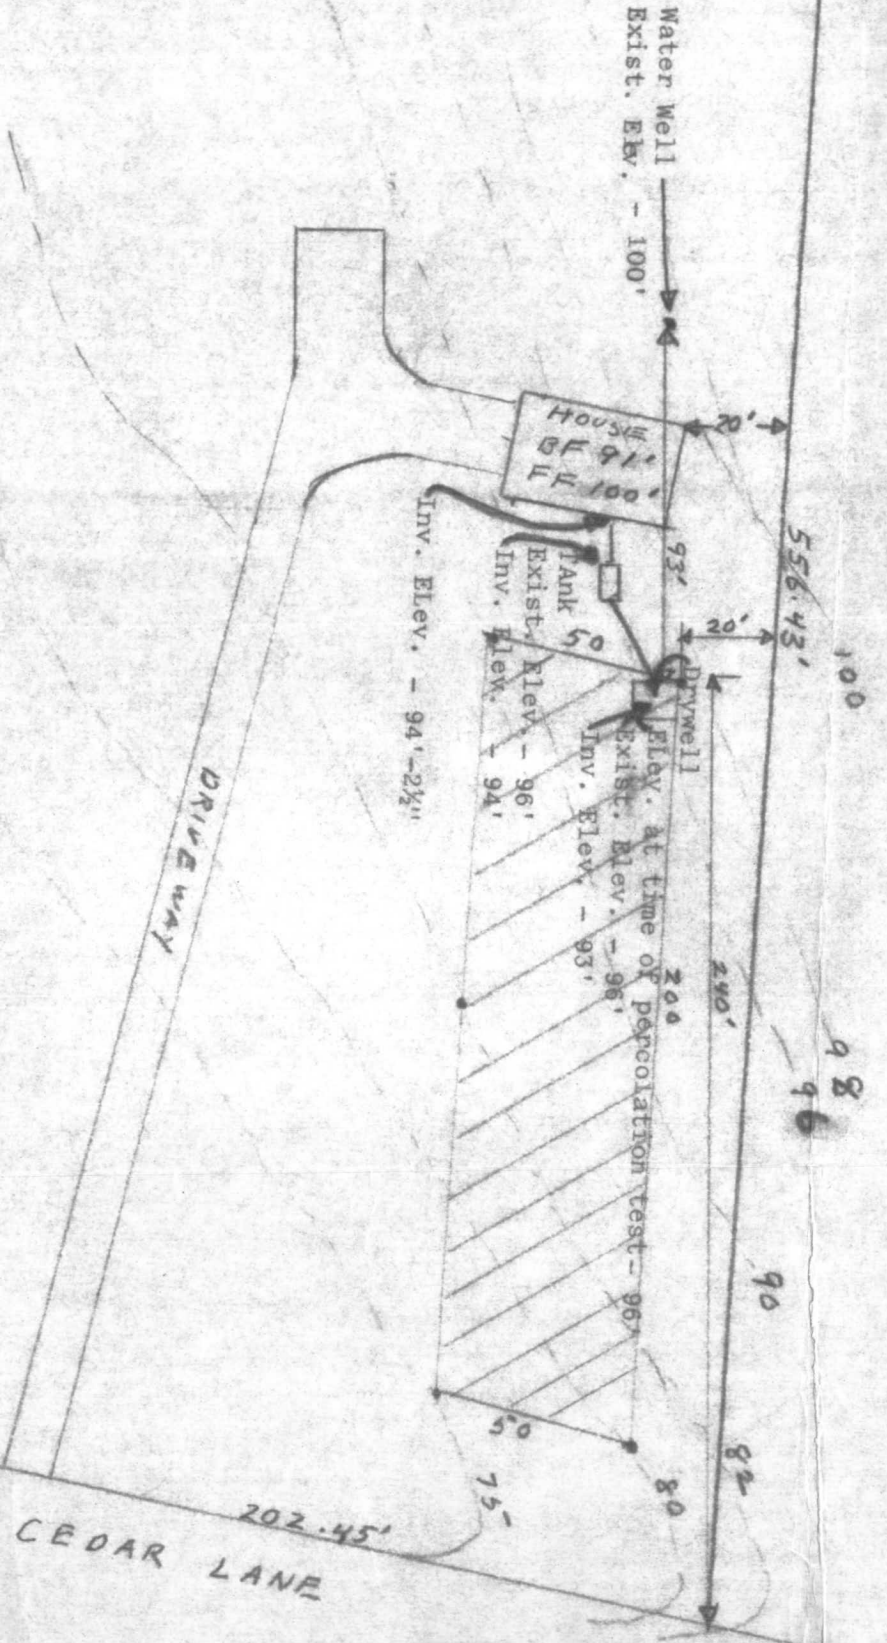 Water Well
Exist. Elv. - 100'
HOUSE
BF 91'
FF 100'
20'
93'
556.43'
20'
100
TAnk
Exist. Elev. - 96'
Inv. Elev. - 94'
50
Inv. ELev. - 94'-2½"
Drywell
ELev. at time of percolation test- 96'
Exist. Elev. - 96'
Inv. Elev. - 93'
200
240'
98
96
90
82
80
75
50
DRIVEWAY
202.45'
CEDAR LANE